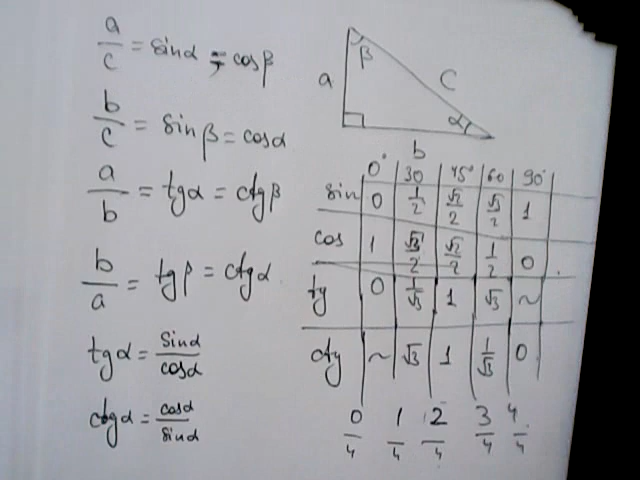 a/c = sinα = cosβ
b/c = sinβ = cosα
a/b = tgα = ctgβ
b/a = tgβ = ctgα.
tgα = sinα/cosα
ctgα = cosα/sinα
β
a
c
α
b
0° 30 45° 60 90°
sin 0 1/2 √2/2 √3/2 1
cos 1 √3/2 √2/2 1/2 0
tg 0 1/√3 1 √3 ~
ctg ~ √3 1 1/√3 0
0/4 1/4 2/4 3/4 4/4